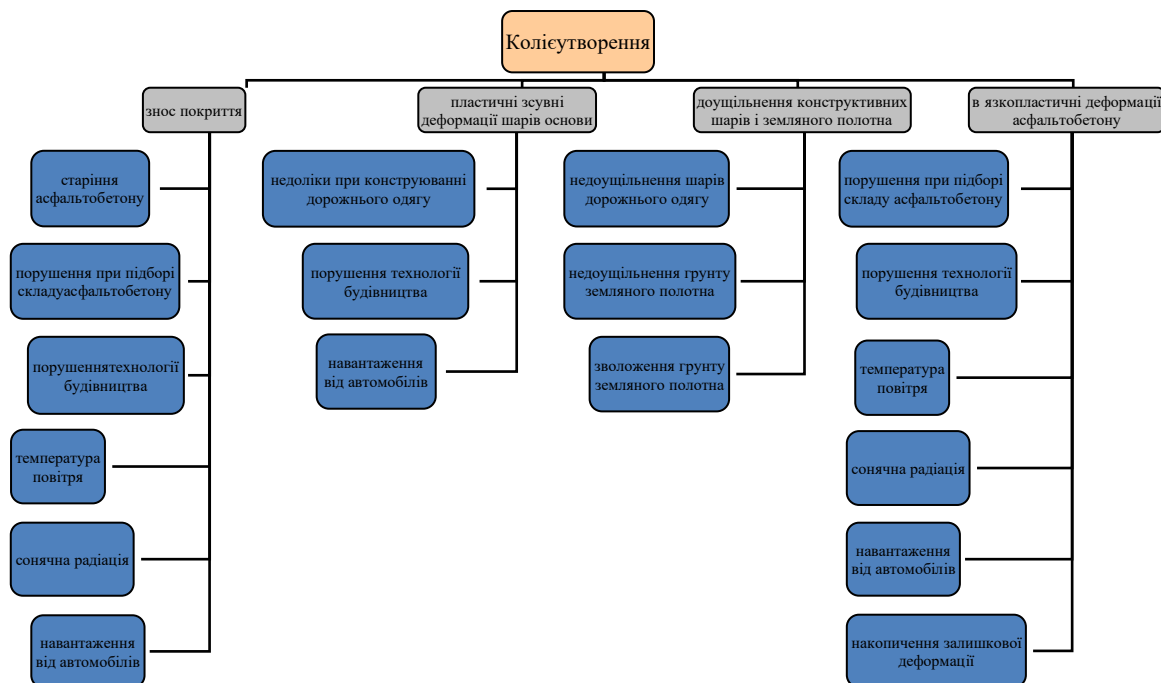 Колієутворення
знос покриття
старіння
асфальтобетону
порушення при підборі
складуасфальтобетону
порушеннятехнології
будівництва
температура
повітря
сонячна радіація
навантаження
від автомобілів
пластичні зсувні
деформації шарів основи
недоліки при конструюванні
дорожнього одягу
порушення технології
будівництва
навантаження
від автомобілів
доущільнення конструктивних
шарів і земляного полотна
недоущільнення шарів
дорожнього одягу
недоущільнення грунту
земляного полотна
зволоження грунту
земляного полотна
в язкопластичні деформації
асфальтобетону
порушення при підборі
складу асфальтобетону
порушення технології
будівництва
температура
повітря
сонячна радіація
навантаження
від автомобілів
накопичення залишкової
деформації